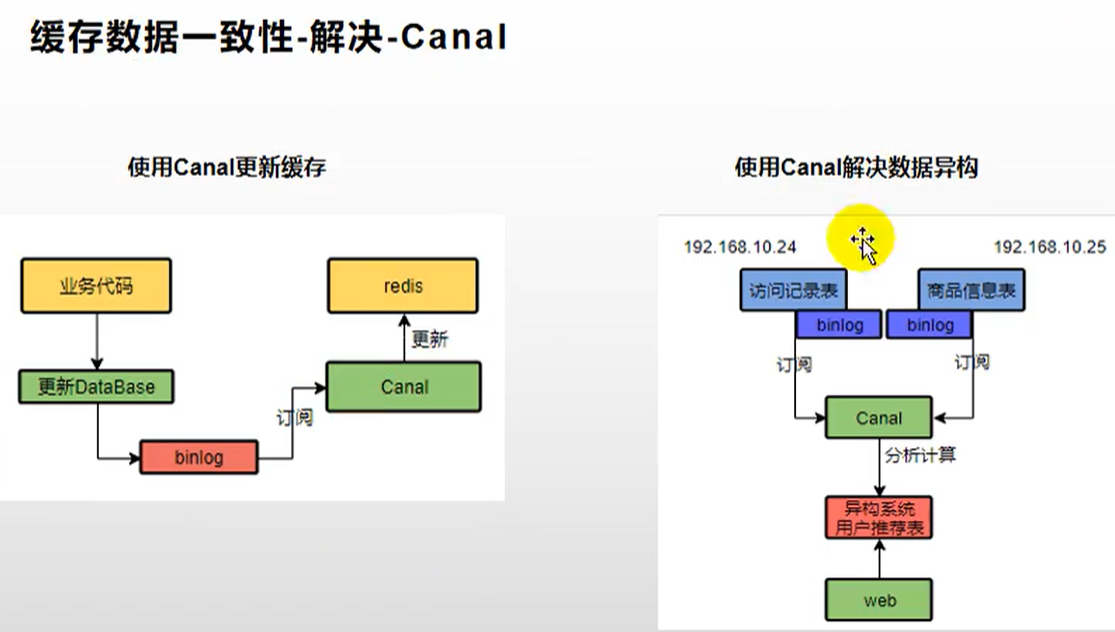 缓存数据一致性-解决-Canal
使用Canal更新缓存
业务代码
redis
更新
更新DataBase
Canal
订阅
binlog
使用Canal解决数据异构
192.168.10.24
192.168.10.25
访问记录表
商品信息表
binlog
binlog
订阅
订阅
Canal
分析计算
异构系统
用户推荐表
web